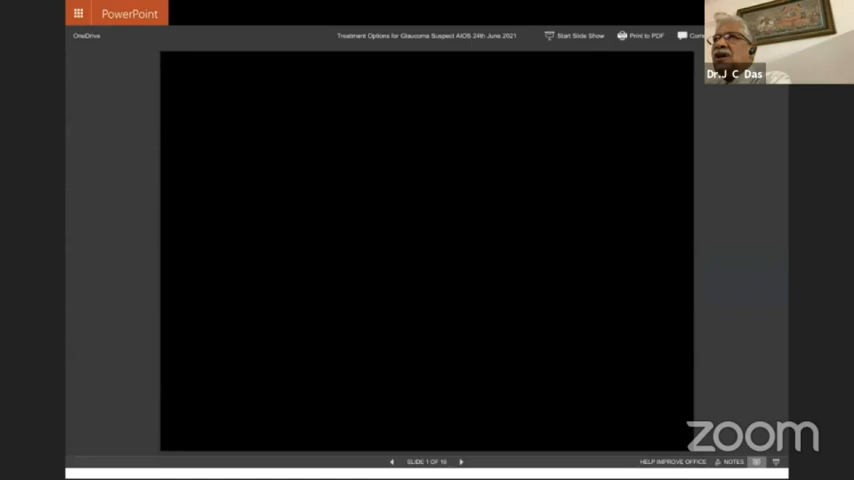 PowerPoint
OneDrive
Treatment Options for Glaucoma Suspect AIOS 24th June 2021
Start Slide Show
Print to PDF
Dr.J C Das
zoom
SLIDE 1 OF
HELP IMPROVE OFFICE
NOTES